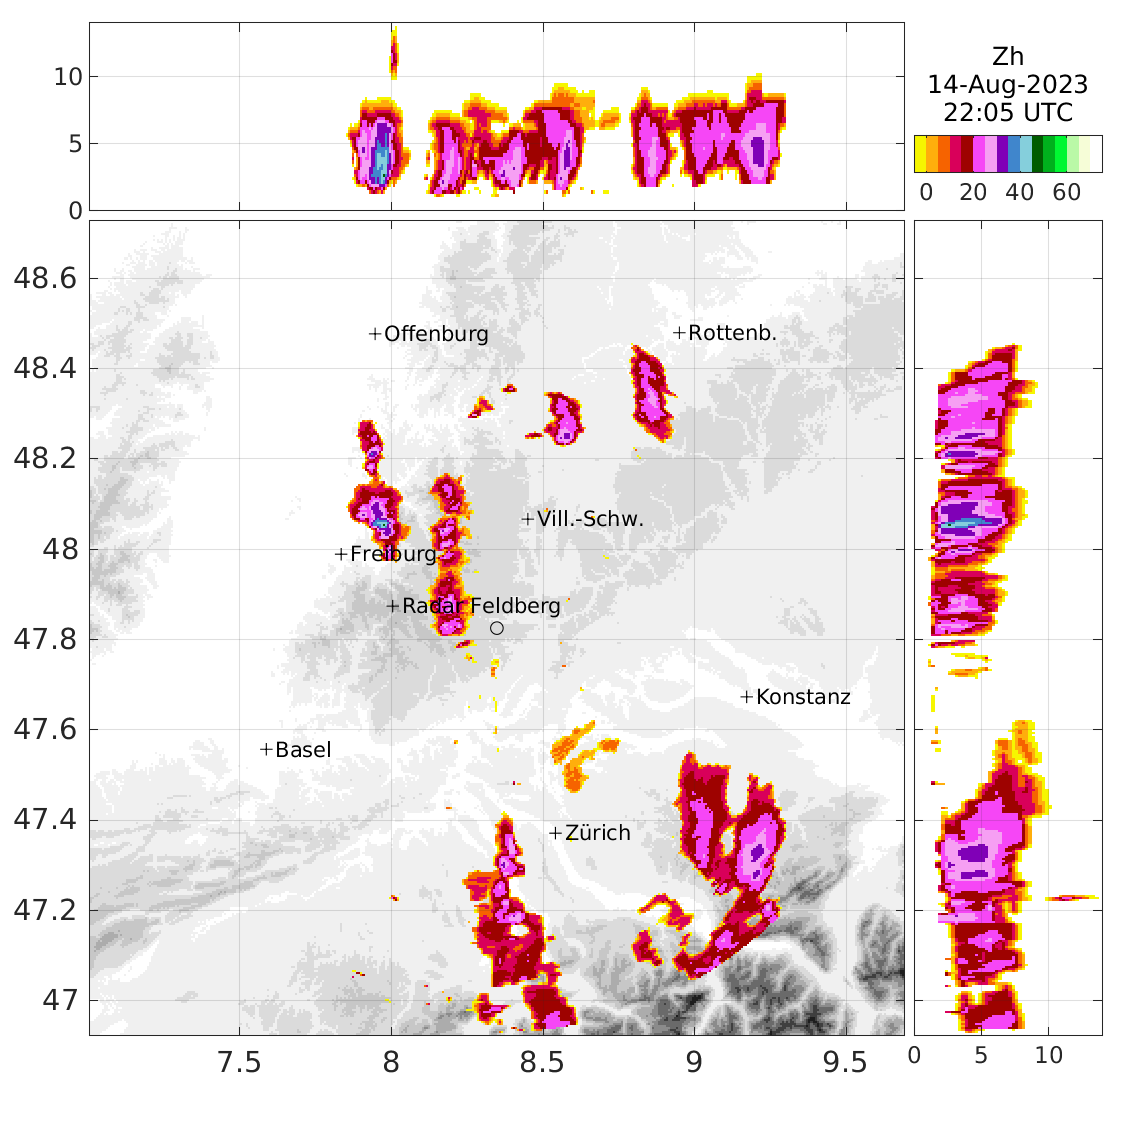 10
5
0
Zh
14-Aug-2023
22:05 UTC
0 20 40 60
48.6
48.4
48.2
48
47.8
47.6
47.4
47.2
47
+Offenburg
+Rottenb.
+Vill.-Schw.
+Freiburg
+Radar Feldberg
+Konstanz
+Basel
+Zürich
7.5 8 8.5 9 9.5
0 5 10